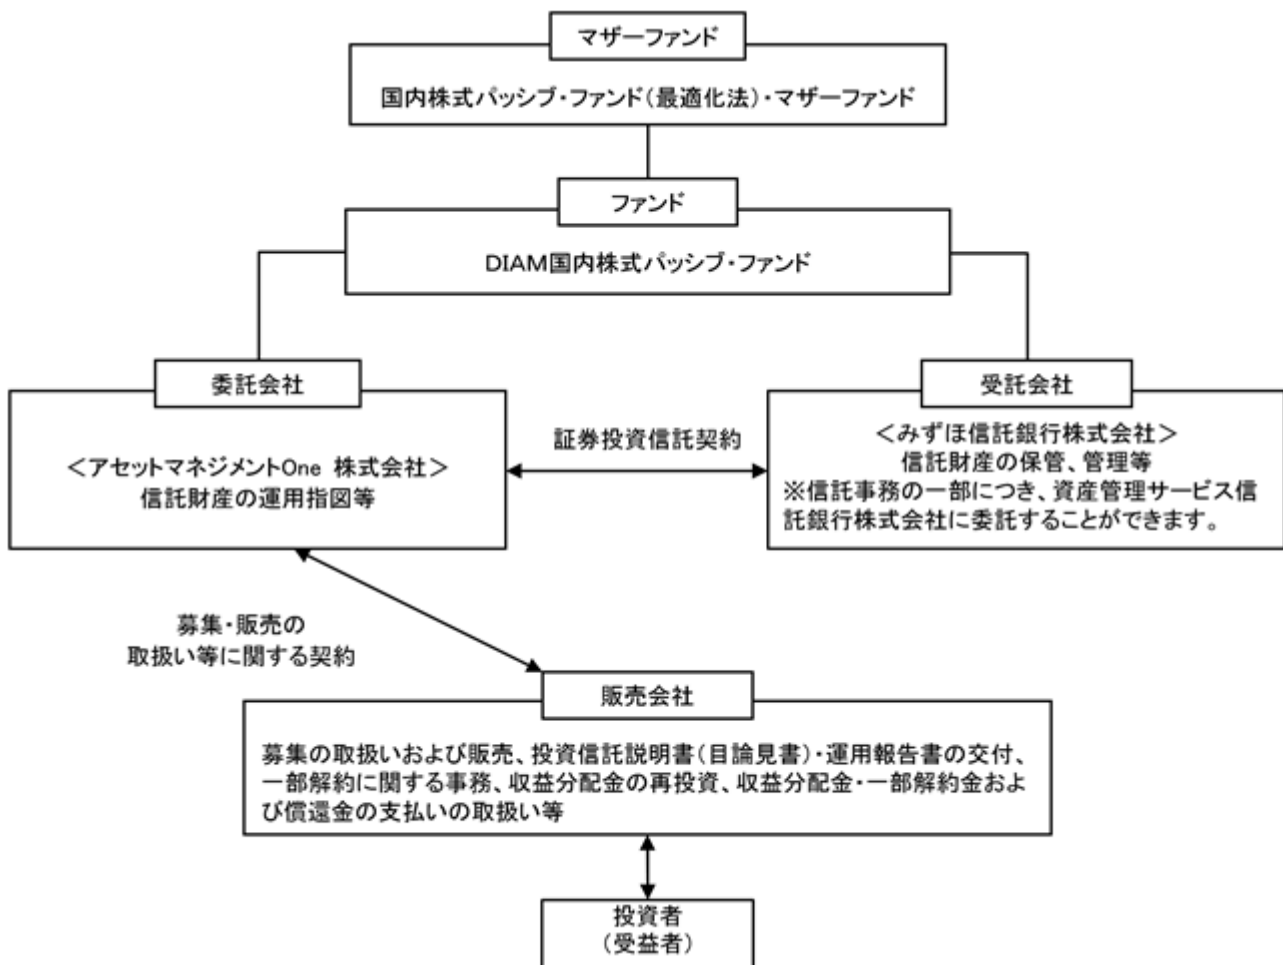 マザーファンド
国内株式パッシブ・ファンド(最適化法)・マザーファンド
ファンド
DIAM国内株式パッシブ・ファンド
委託会社
＜アセットマネジメントOne 株式会社＞
信託財産の運用指図等
証券投資信託契約
受託会社
＜みずほ信託銀行株式会社＞
信託財産の保管、管理等
※信託事務の一部につき、資産管理サービス信
託銀行株式会社に委託することができます。
募集・販売の
取扱い等に関する契約
販売会社
募集の取扱いおよび販売、投資信託説明書(目論見書)・運用報告書の交付、
一部解約に関する事務、収益分配金の再投資、収益分配金・一部解約金およ
び償還金の支払いの取扱い等
投資者
(受益者)